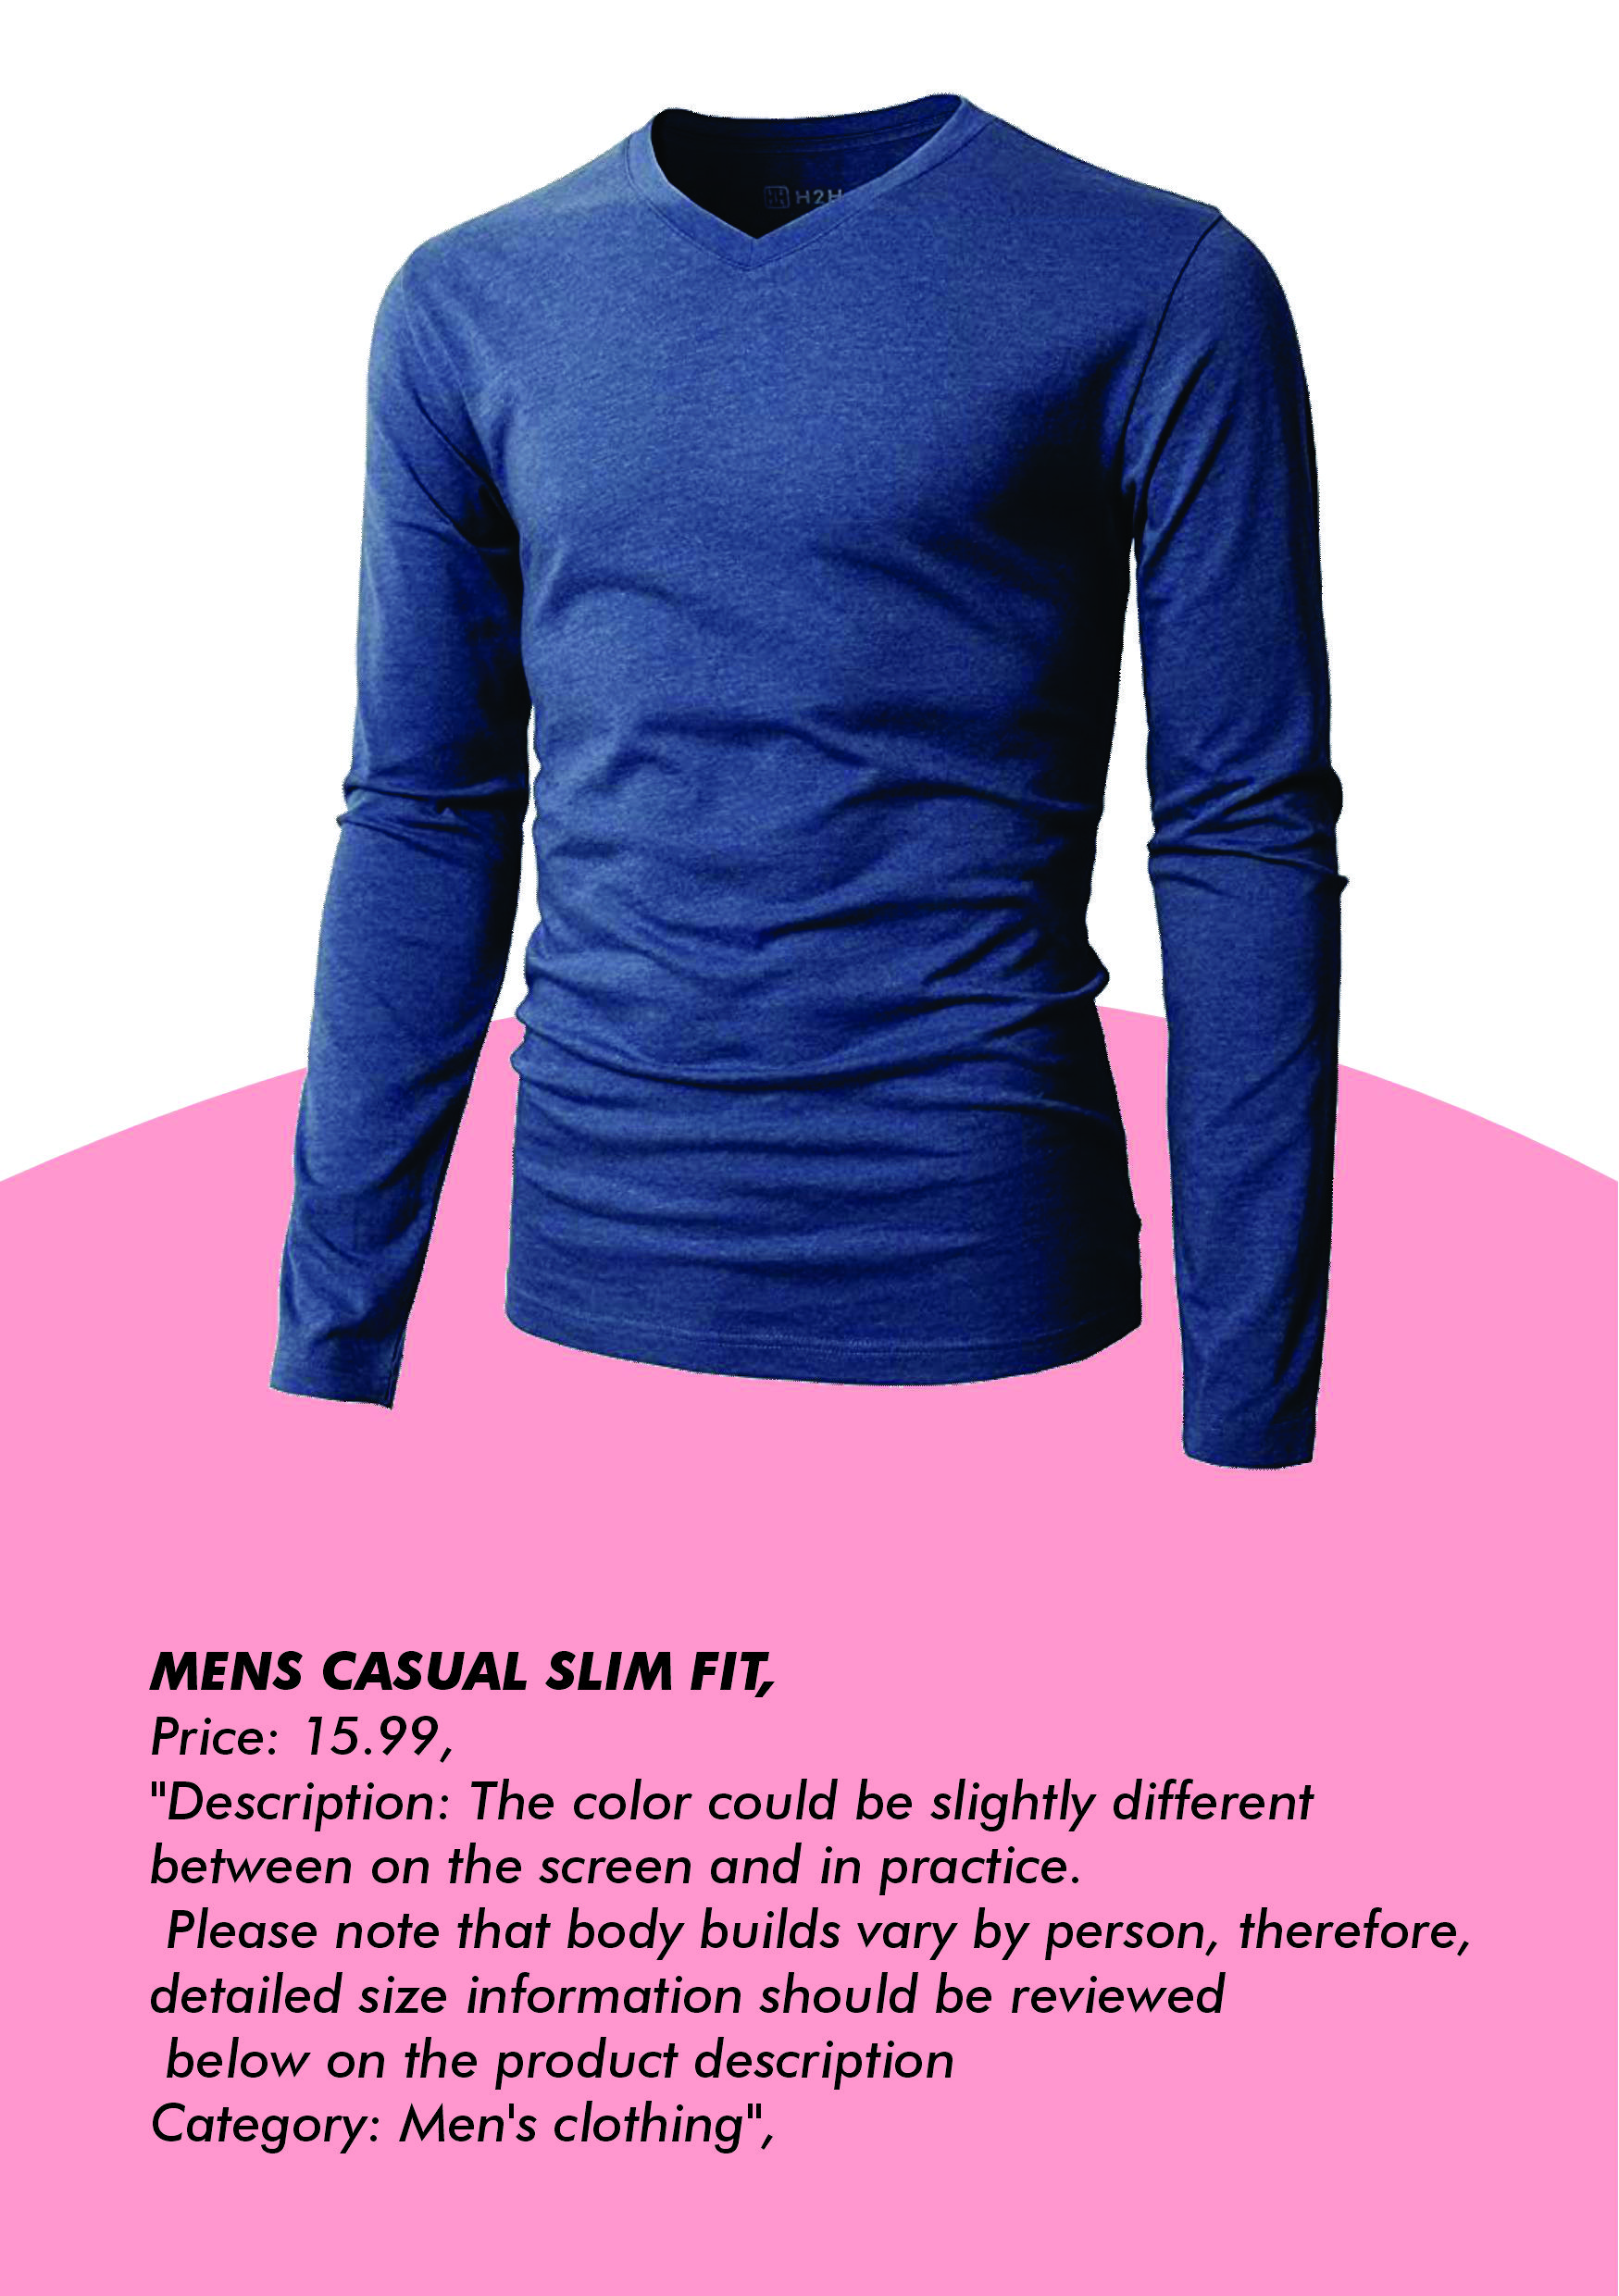 H2H
MENS CASUAL SLIM FIT,
Price: 15.99,
"Description: The color could be slightly different
between on the screen and in practice.
Please note that body builds vary by person, therefore,
detailed size information should be reviewed
below on the product description
Category: Men's clothing",